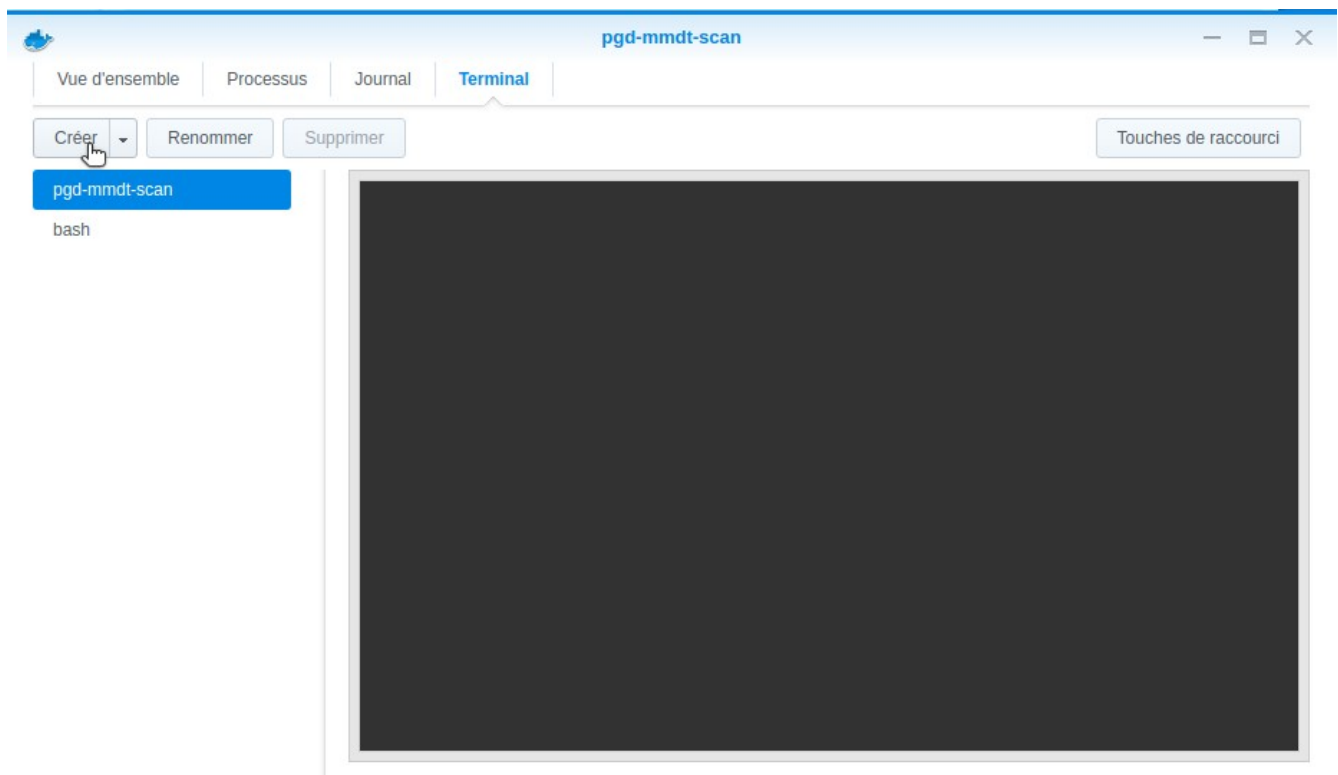 pgd-mmdt-scan
Vue d'ensemble Processus Journal Terminal
Créer Renommer Supprimer Touches de raccourci
pgd-mmdt-scan
bash